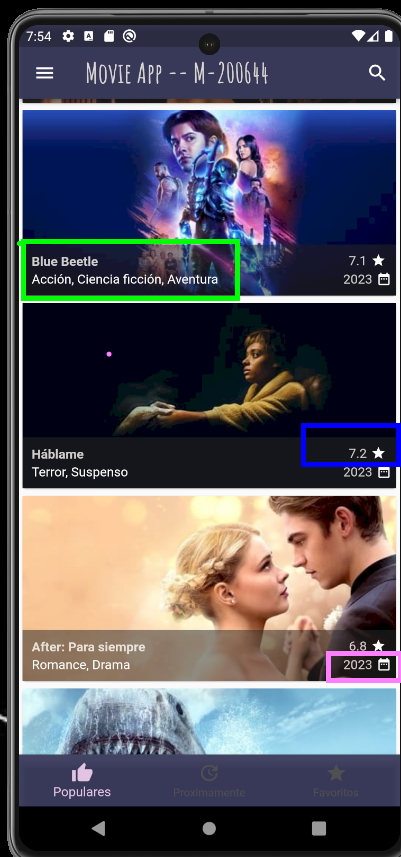 7:54
Movie App -- M-200644
Blue Beetle
7.1
Acción, Ciencia ficción, Aventura
2023
Háblame
7.2
Terror, Suspenso
2023
After: Para siempre
6.8
Romance, Drama
2023
Populares
Proximamente
Favoritos